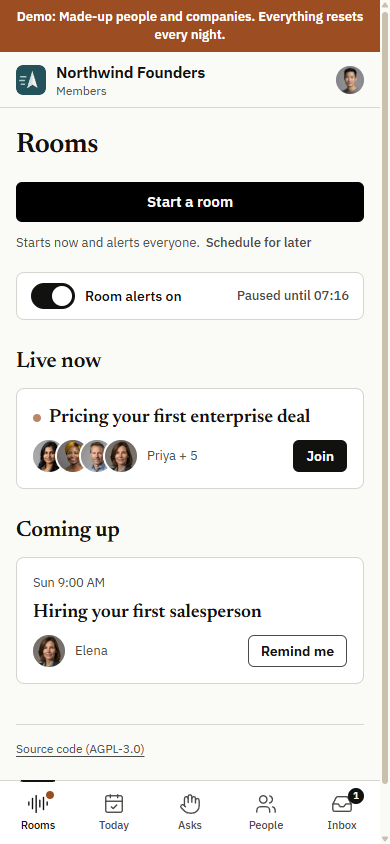 Demo: Made-up people and companies. Everything resets
every night.
Northwind Founders
Members
Rooms
Start a room
Starts now and alerts everyone. Schedule for later
Room alerts on
Paused until 07:16
Live now
Pricing your first enterprise deal
Priya + 5
Join
Coming up
Sun 9:00 AM
Hiring your first salesperson
Elena
Remind me
Source code (AGPL-3.0)
1
Rooms
Today
Asks
People
Inbox